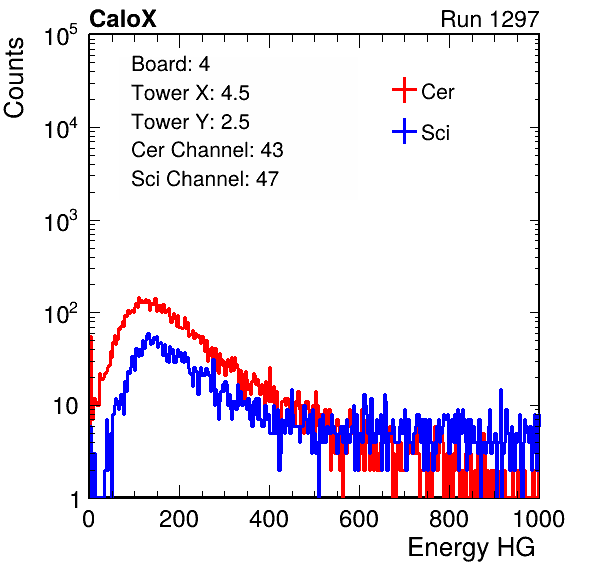 CaloX Run 1297
Counts
Board: 4
Tower X: 4.5
Tower Y: 2.5
Cer Channel: 43
Sci Channel: 47
Cer
Sci
10^5
10^4
10^3
10^2
10
1
0 200 400 600 800 1000
Energy HG